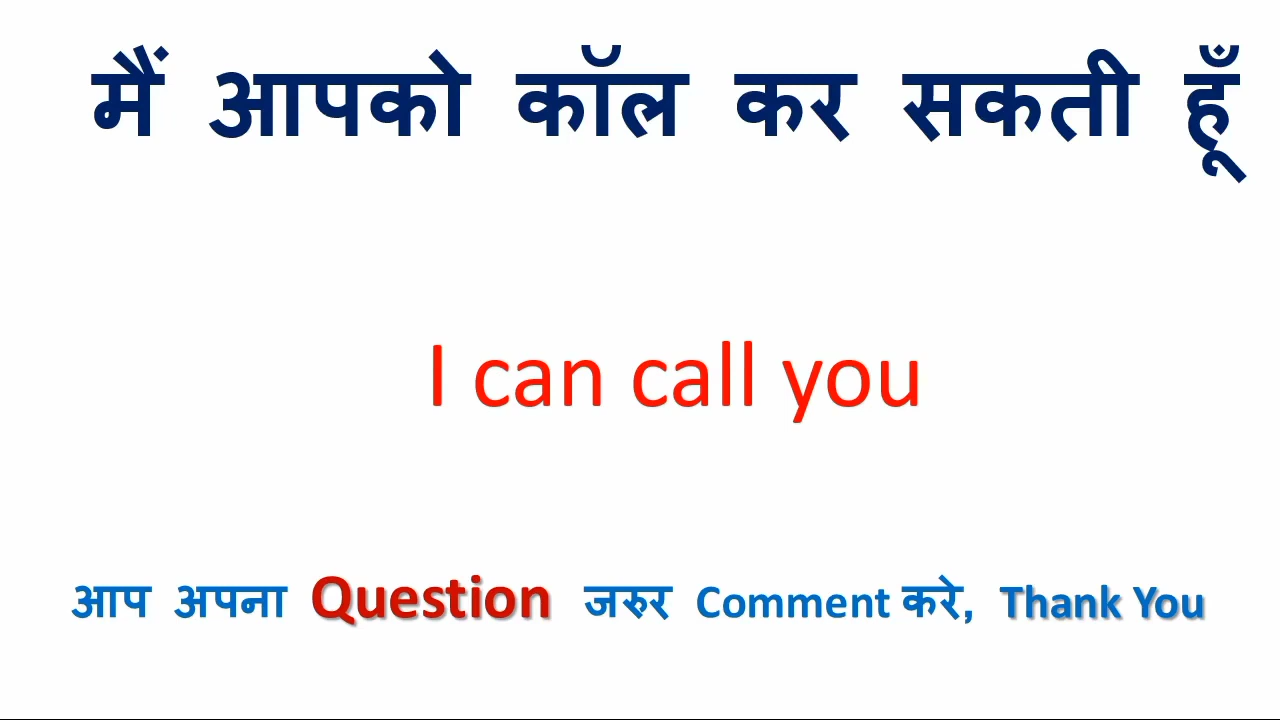 मैं आपको कॉल कर सकती हूँ
I can call you
आप अपना Question जरुर Comment करे, Thank You